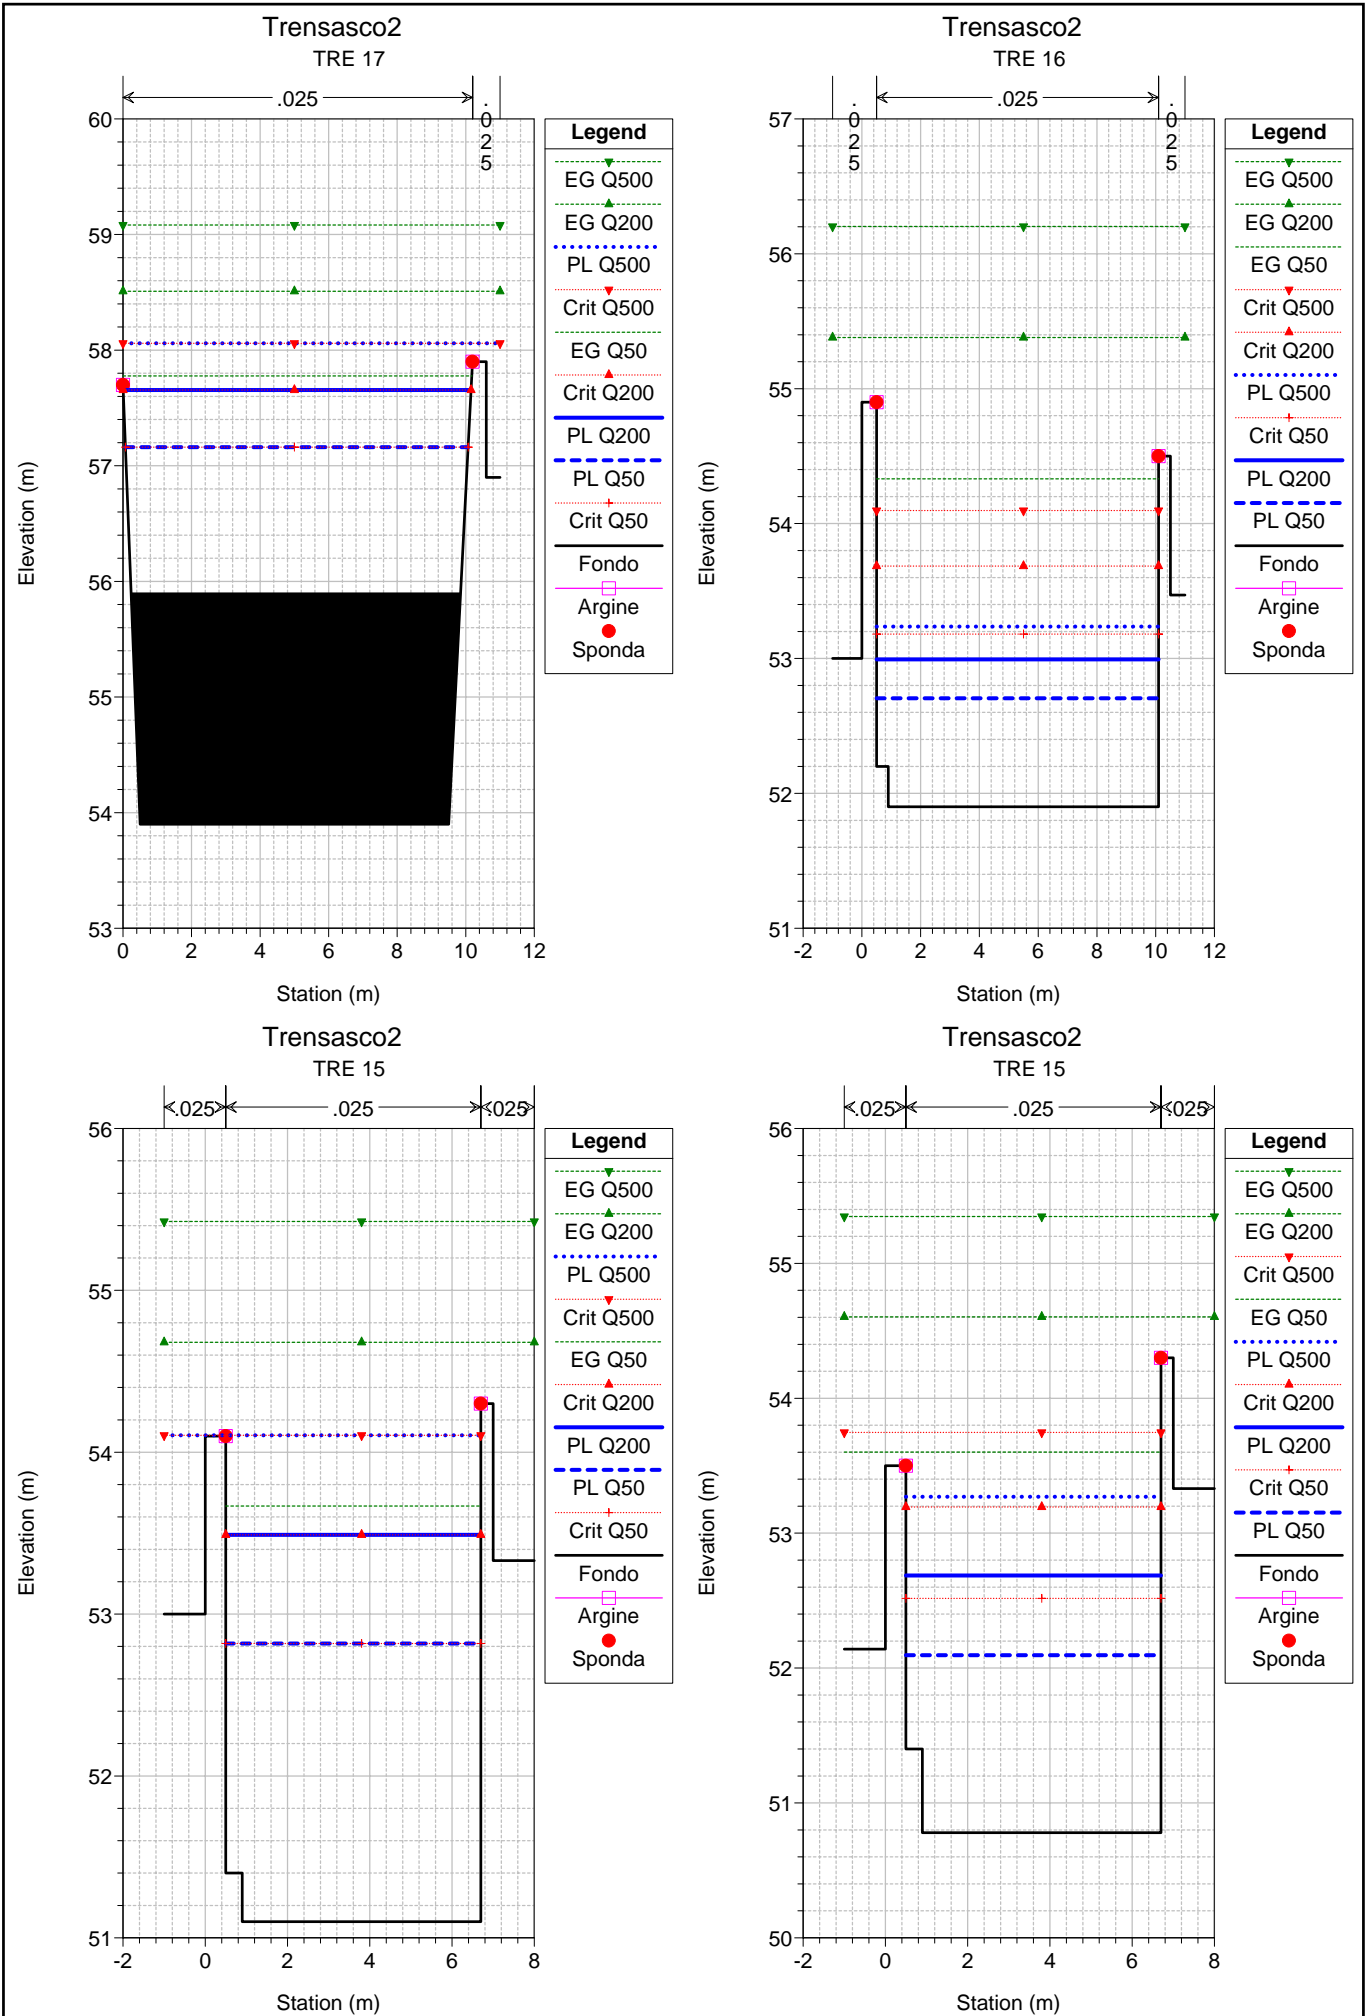 Trensasco2
TRE 17
.025
.025
60
59
58
57
56
55
54
53
0 2 4 6 8 10 12
Elevation (m)
Station (m)
Legend
EG Q500
EG Q200
PL Q500
Crit Q500
EG Q50
Crit Q200
PL Q200
PL Q50
Crit Q50
Fondo
Argine
Sponda
Trensasco2
TRE 16
.025
.025
.025
57
56
55
54
53
52
51
-2 0 2 4 6 8 10 12
Elevation (m)
Station (m)
Legend
EG Q500
EG Q200
EG Q50
Crit Q500
Crit Q200
PL Q500
Crit Q50
PL Q200
PL Q50
Fondo
Argine
Sponda
Trensasco2
TRE 15
.025 .025 .025
56
55
54
53
52
51
-2 0 2 4 6 8
Elevation (m)
Station (m)
Legend
EG Q500
EG Q200
PL Q500
Crit Q500
EG Q50
Crit Q200
PL Q200
PL Q50
Crit Q50
Fondo
Argine
Sponda
Trensasco2
TRE 15
.025 .025 .025
56
55
54
53
52
51
50
-2 0 2 4 6 8
Elevation (m)
Station (m)
Legend
EG Q500
EG Q200
Crit Q500
EG Q50
PL Q500
Crit Q200
PL Q200
Crit Q50
PL Q50
Fondo
Argine
Sponda